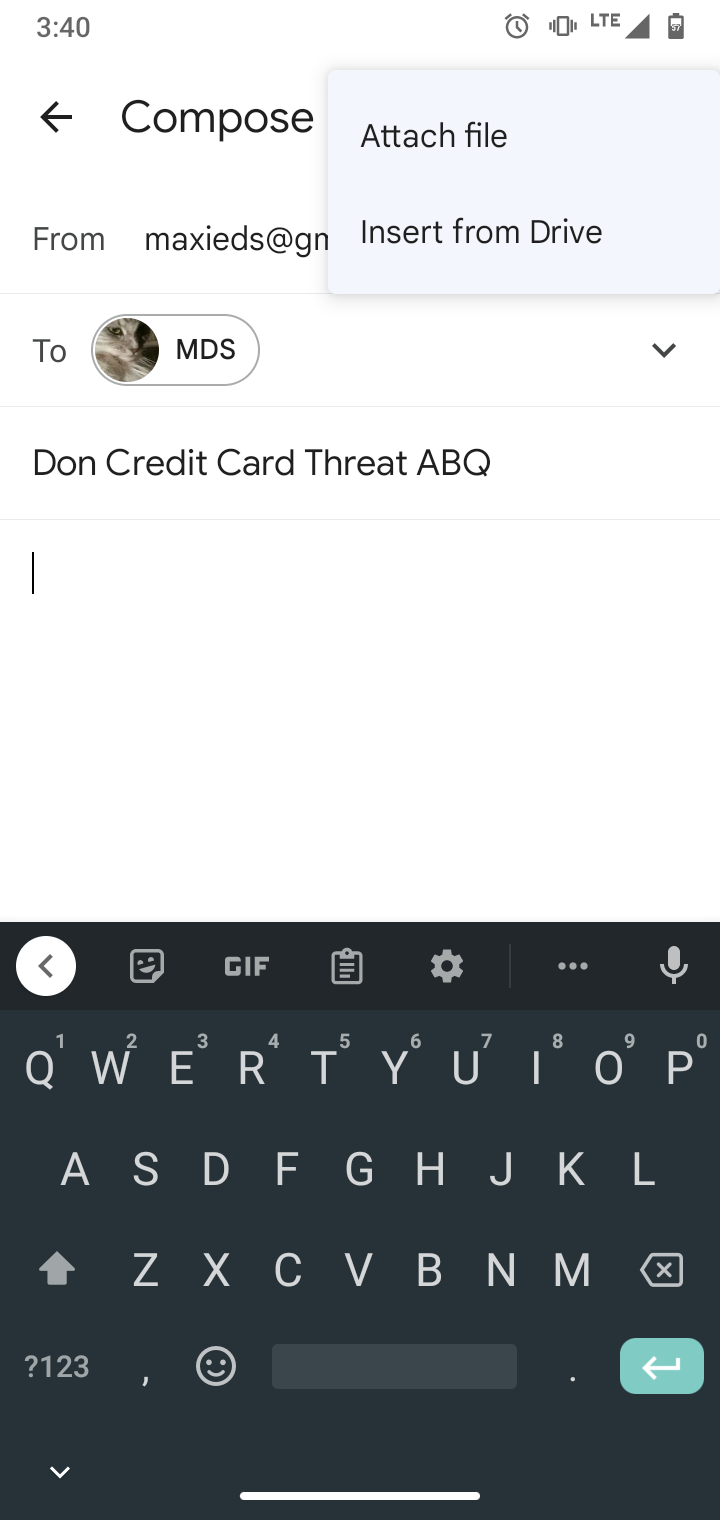 3:40
LTE
57
Compose
Attach file
From maxieds@gm
Insert from Drive
To MDS
Don Credit Card Threat ABQ
GIF
1 2 3 4 5 6 7 8 9 0
Q W E R T Y U I O P
A S D F G H J K L
Z X C V B N M
?123 , .